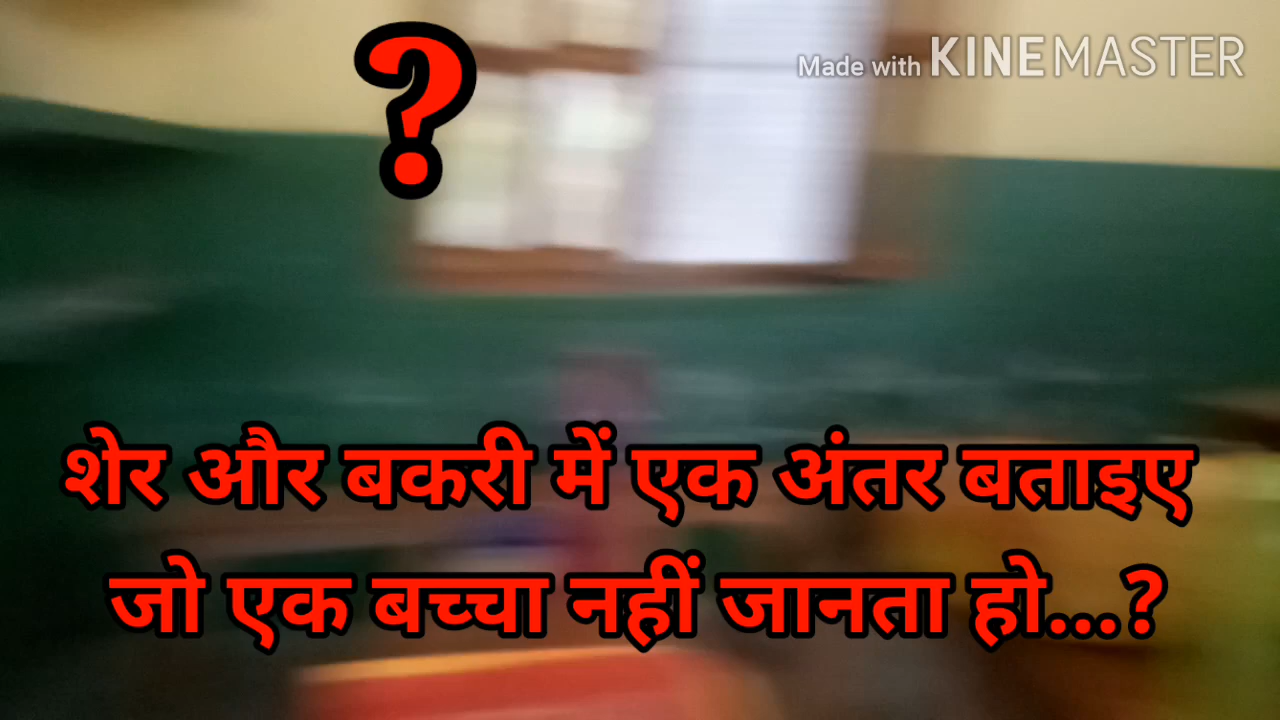 ?
Made with KINEMASTER
शेर और बकरी में एक अंतर बताइए
जो एक बच्चा नहीं जानता हो...?